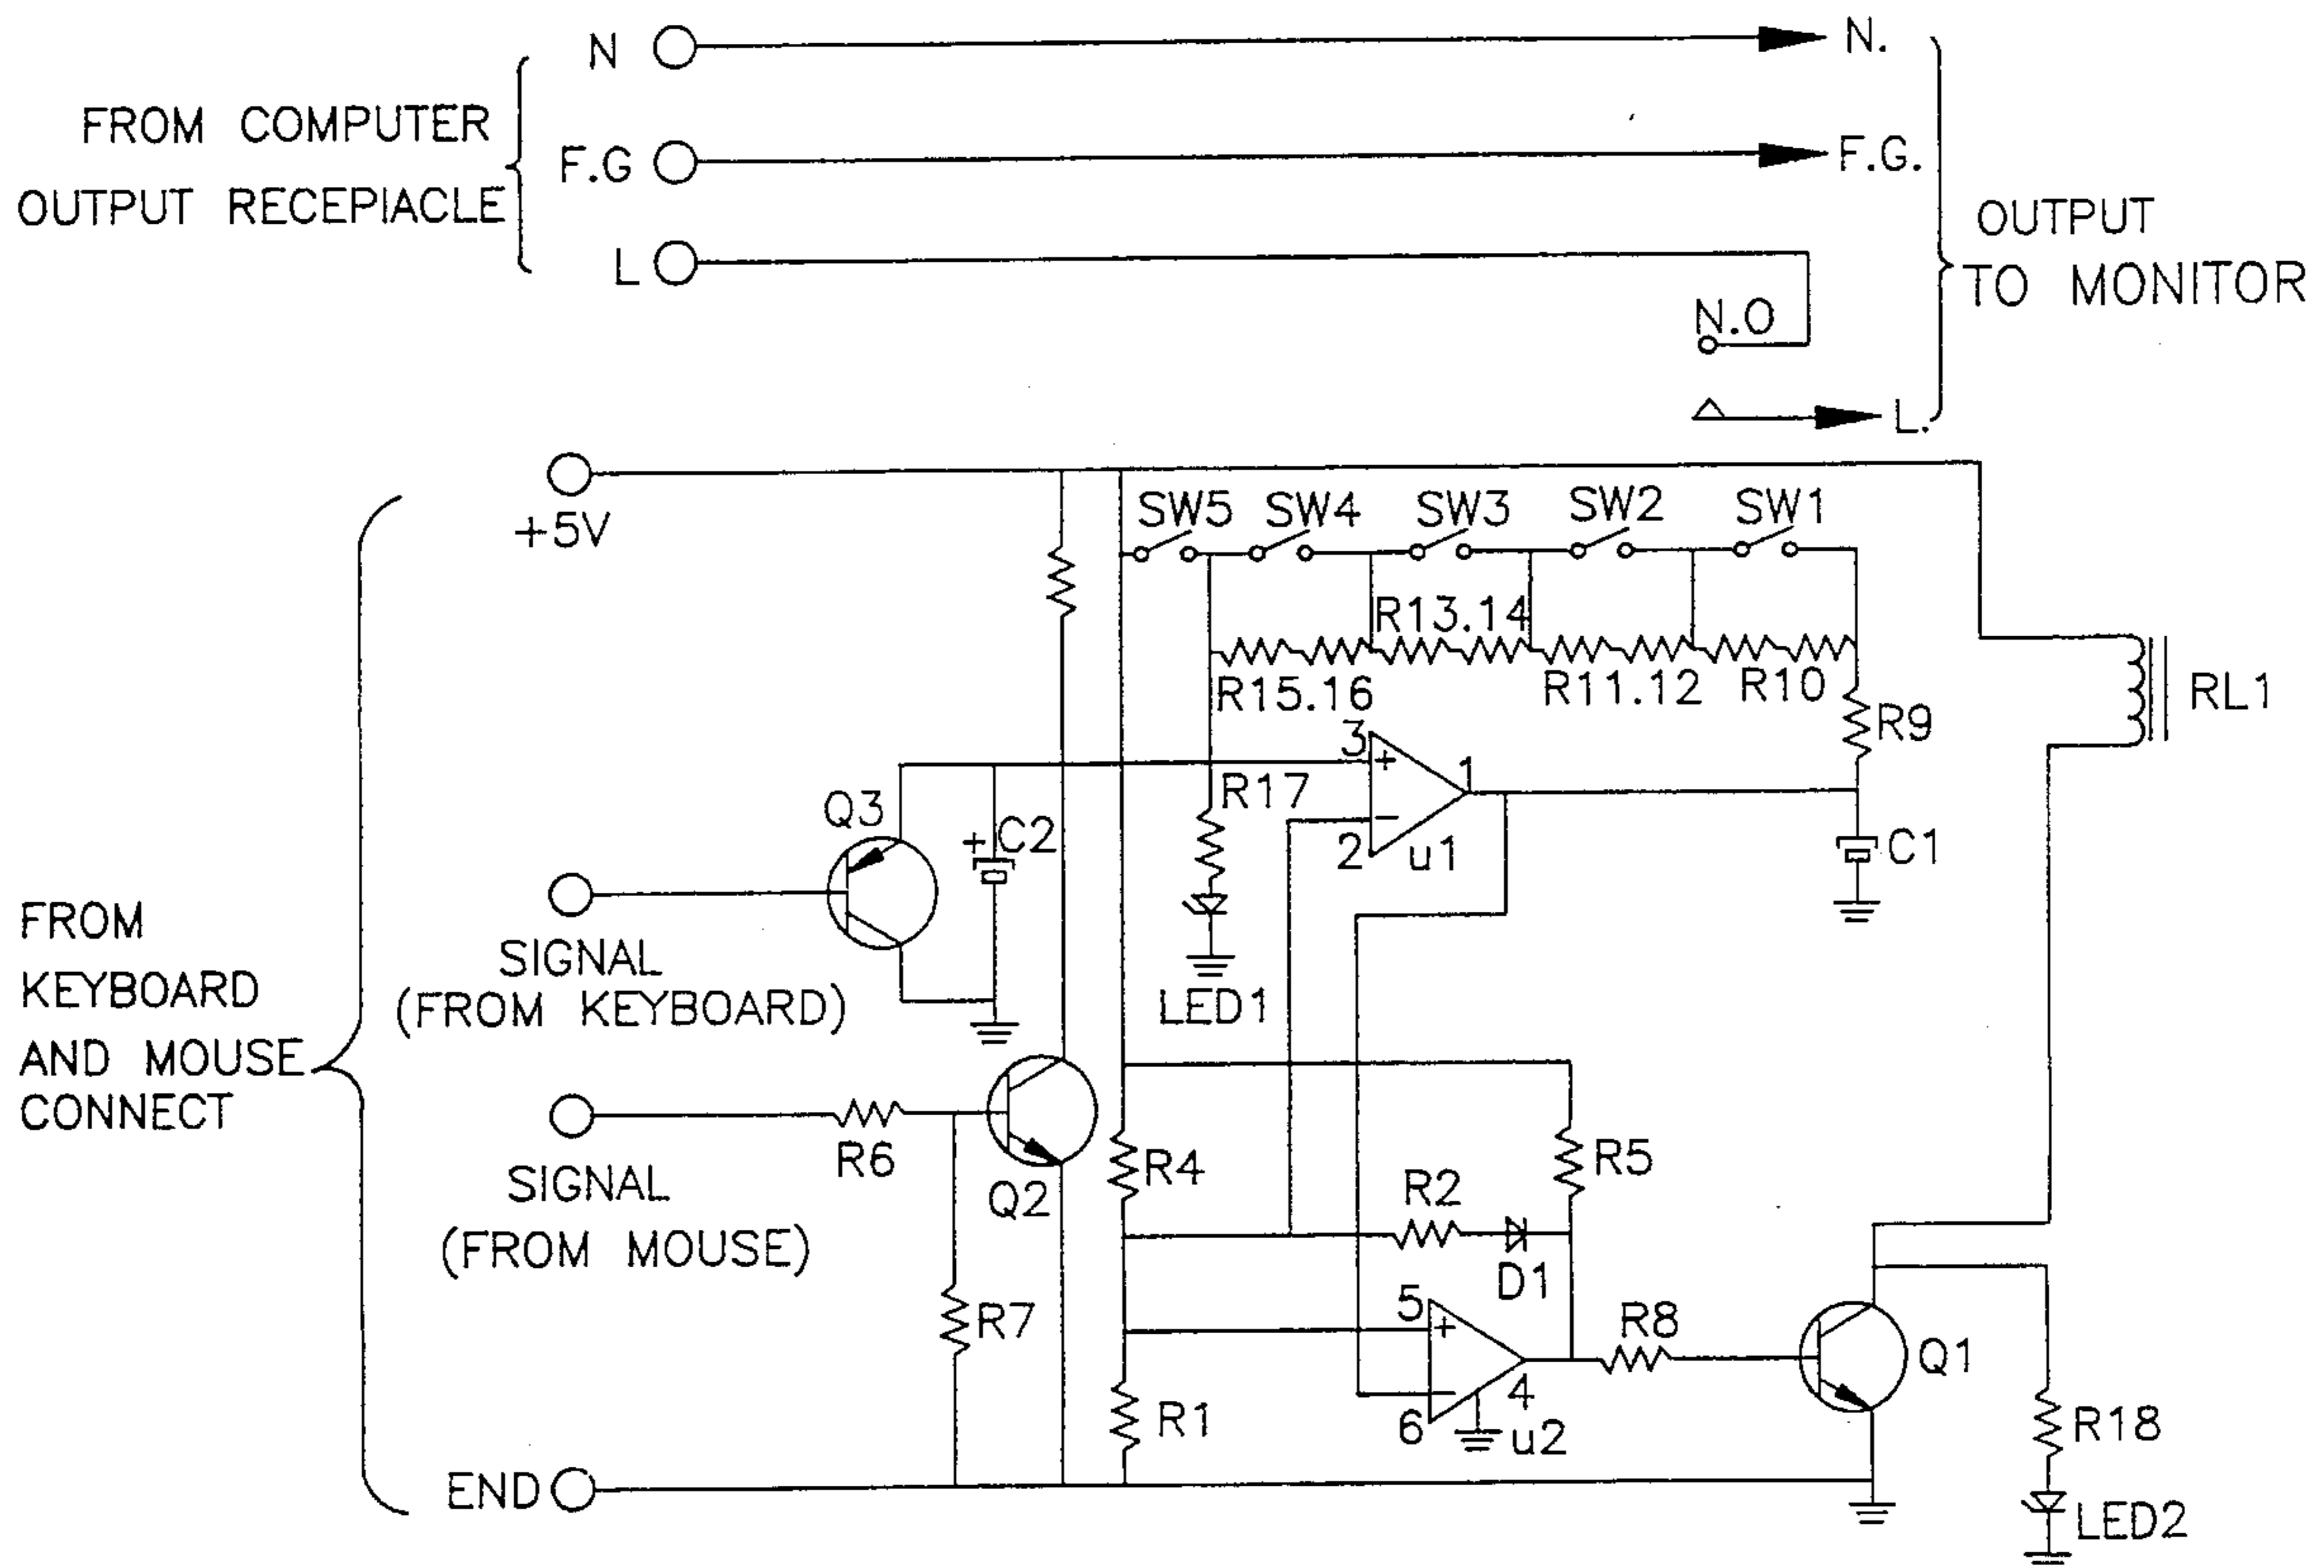 N
N.
FROM COMPUTER
OUTPUT RECEPIACLE
F.G
F.G.
OUTPUT
TO MONITOR
L
N.O
L.
+5V
SW5
SW4
SW3
SW2
SW1
R13.14
R15.16
R11.12
R10
R9
RL1
3
+
1
R17
Q3
+
C2
2
-
u1
C1
FROM
KEYBOARD
AND MOUSE
CONNECT
SIGNAL
(FROM KEYBOARD)
LED1
R6
R4
R5
SIGNAL
(FROM MOUSE)
Q2
R2
D1
R7
5
+
R8
Q1
R1
6
-
4
u2
R18
END
LED2